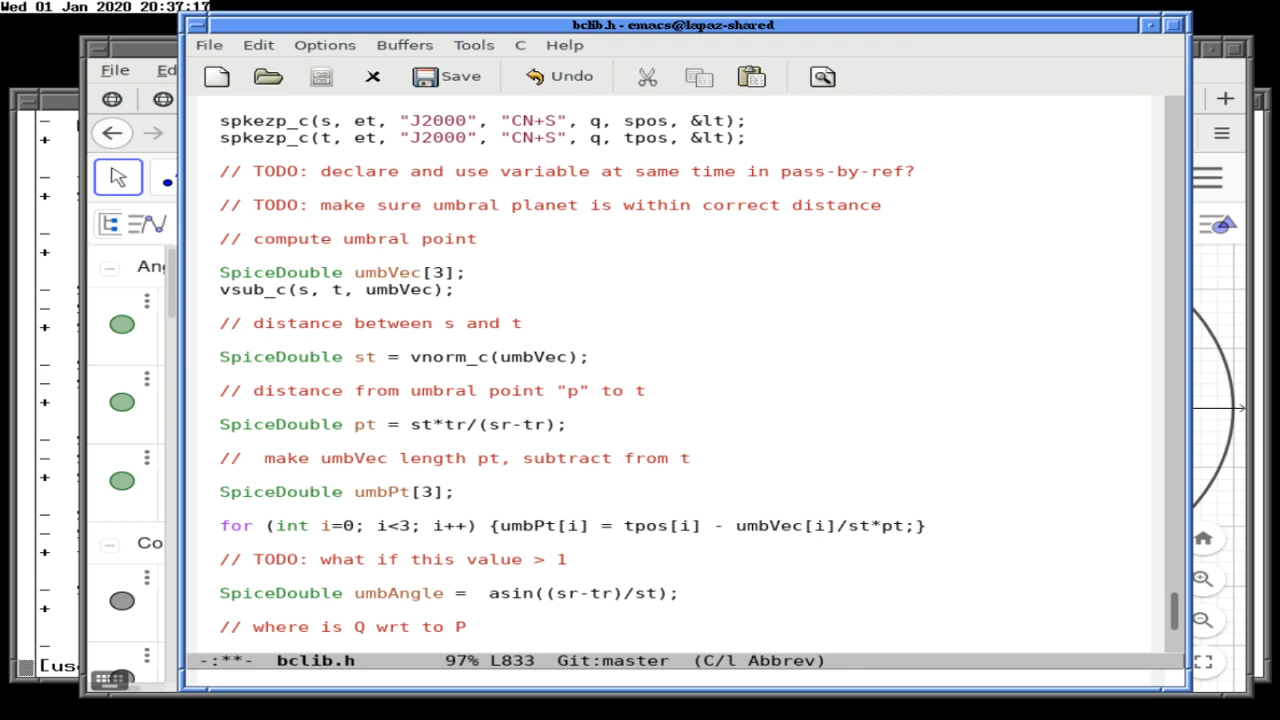 Wed 01 Jan 2020 20:37:17
bclib.h - emacs@lapaz-shared
File Edit Options Buffers Tools C Help
Save Undo
File Ed
spkezp_c(s, et, "J2000", "CN+S", q, spos, &lt);
spkezp_c(t, et, "J2000", "CN+S", q, tpos, &lt);
// TODO: declare and use variable at same time in pass-by-ref?
// TODO: make sure umbral planet is within correct distance
// compute umbral point
Ang
SpiceDouble umbVec[3];
vsub_c(s, t, umbVec);
// distance between s and t
SpiceDouble st = vnorm_c(umbVec);
// distance from umbral point "p" to t
SpiceDouble pt = st*tr/(sr-tr);
//  make umbVec length pt, subtract from t
SpiceDouble umbPt[3];
for (int i=0; i<3; i++) {umbPt[i] = tpos[i] - umbVec[i]/st*pt;}
Co
// TODO: what if this value > 1
SpiceDouble umbAngle =  asin((sr-tr)/st);
// where is Q wrt to P
-:**-  bclib.h        97% L833  Git:master  (C/l Abbrev)
[use